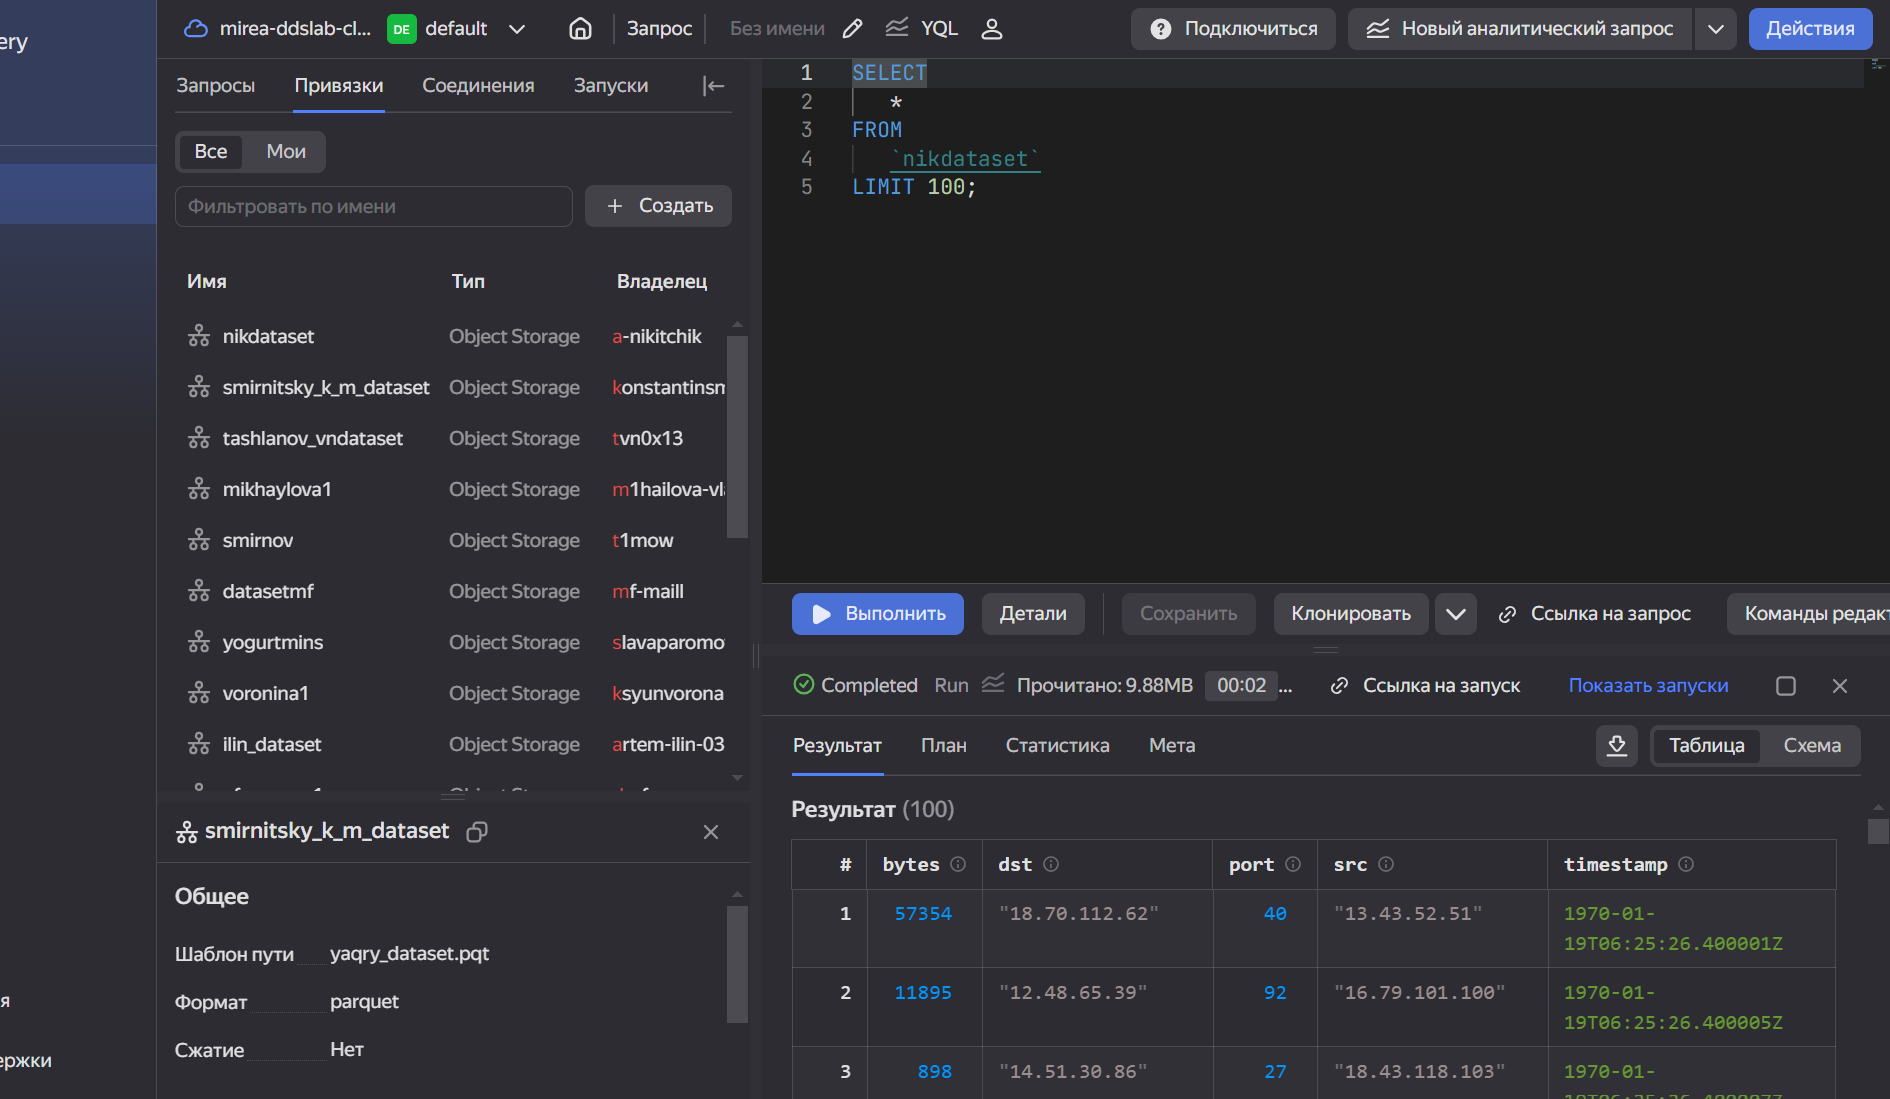 ery
mirea-ddslab-cl... DE default Запрос Без имени YQL Подключиться Новый аналитический запрос Действия
Запросы Привязки Соединения Запуски
Все Мои
Фильтровать по имени + Создать
Имя Тип Владелец
nikdataset Object Storage a-nikitchik
smirnitsky_k_m_dataset Object Storage konstantinsm
tashlanov_vndataset Object Storage tvn0x13
mikhaylova1 Object Storage m1hailova-vla
smirnov Object Storage t1mow
datasetmf Object Storage mf-maill
yogurtmins Object Storage slavaparomo
voronina1 Object Storage ksyunvorona
ilin_dataset Object Storage artem-ilin-03
smirnitsky_k_m_dataset
Общее
Шаблон пути yaqry_dataset.pqt
Формат parquet
Сжатие Нет
я
ержки
1 SELECT
2 *
3 FROM
4 `nikdataset`
5 LIMIT 100;
Выполнить Детали Сохранить Клонировать Ссылка на запрос Команды редакт
Completed Run Прочитано: 9.88MB 00:02 ... Ссылка на запуск Показать запуски
Результат План Статистика Мета Таблица Схема
Результат (100)
# bytes dst port src timestamp
1 57354 "18.70.112.62" 40 "13.43.52.51" 1970-01-
19T06:25:26.400001Z
2 11895 "12.48.65.39" 92 "16.79.101.100" 1970-01-
19T06:25:26.400005Z
3 898 "14.51.30.86" 27 "18.43.118.103" 1970-01-